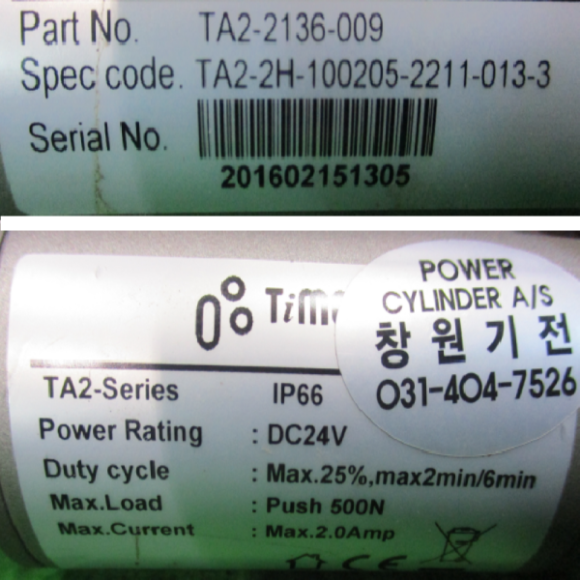 Part No. TA2-2136-009
Spec code. TA2-2H-100205-2211-013-3
Serial No.
201602151305
POWER
CYLINDER A/S
창원기전
031-404-7526
TA2-Series IP66
Power Rating : DC24V
Duty cycle : Max.25%,max2min/6min
Max.Load : Push 500N
Max.Current : Max.2.0Amp
CE